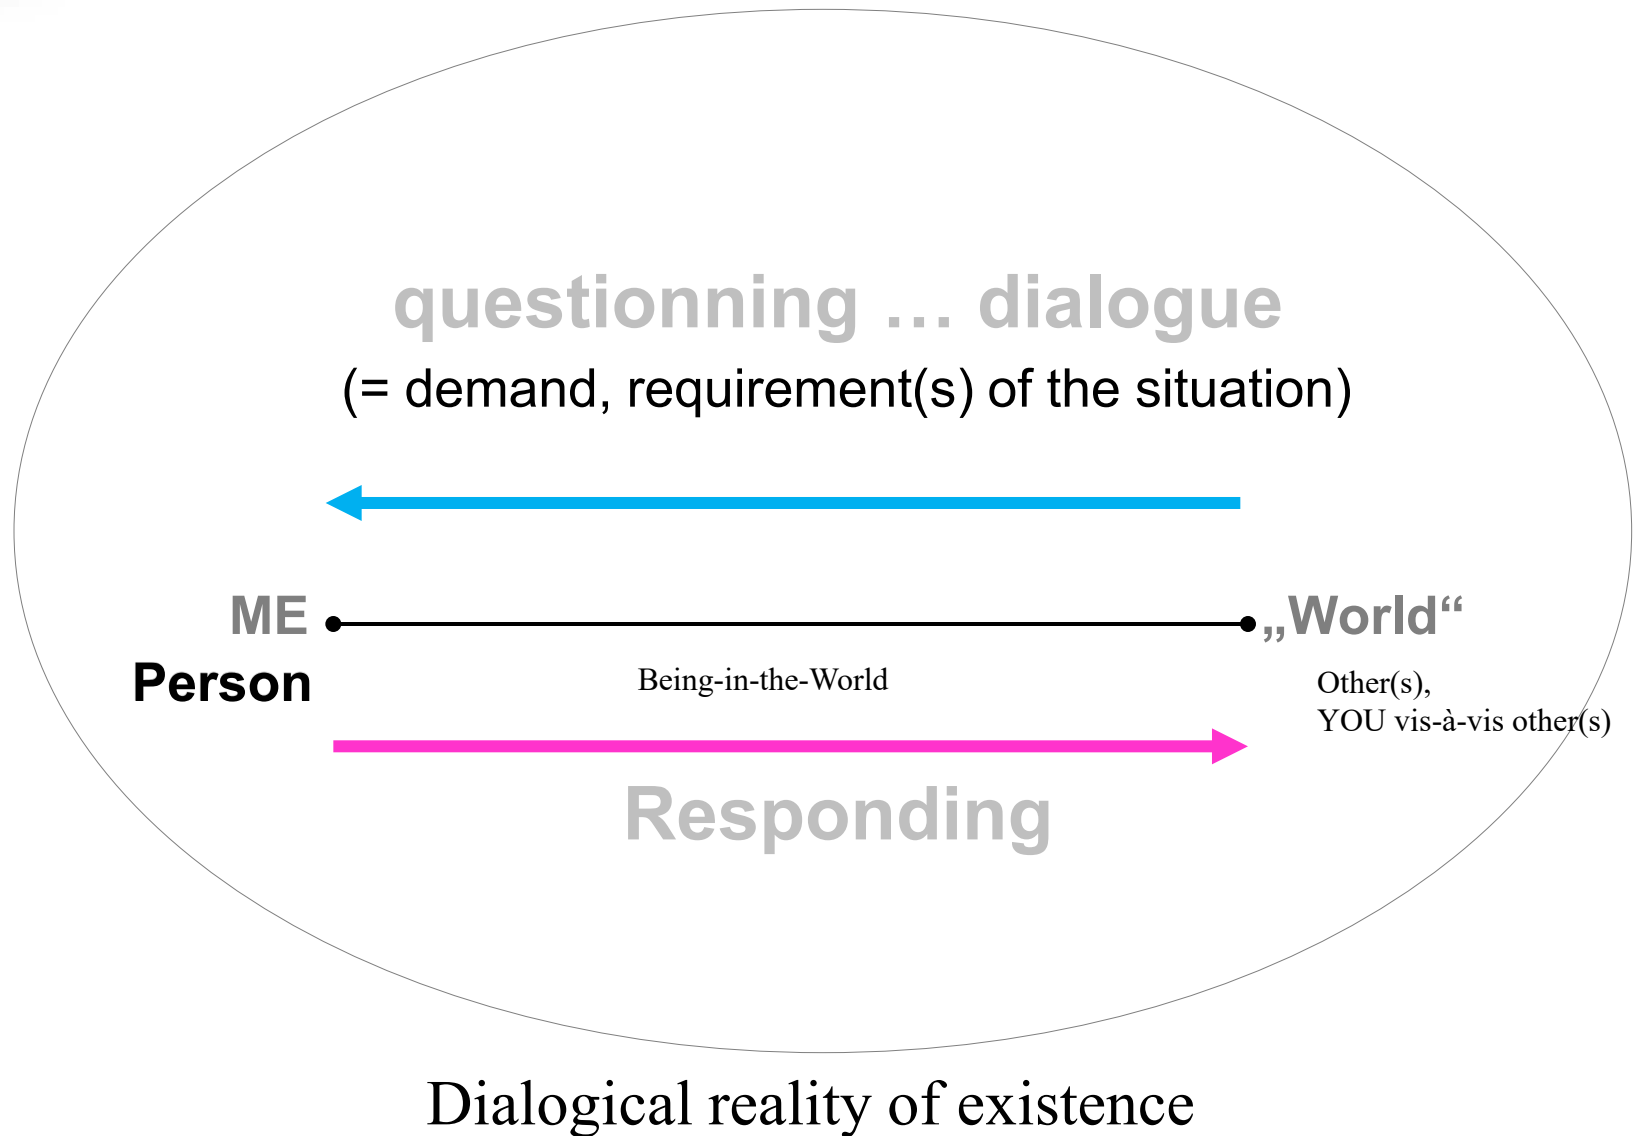 questionning … dialogue
(= demand, requirement(s) of the situation)
ME
„World“
Person
Being-in-the-World
Other(s),
YOU vis-à-vis other(s)
Responding
Dialogical reality of existence